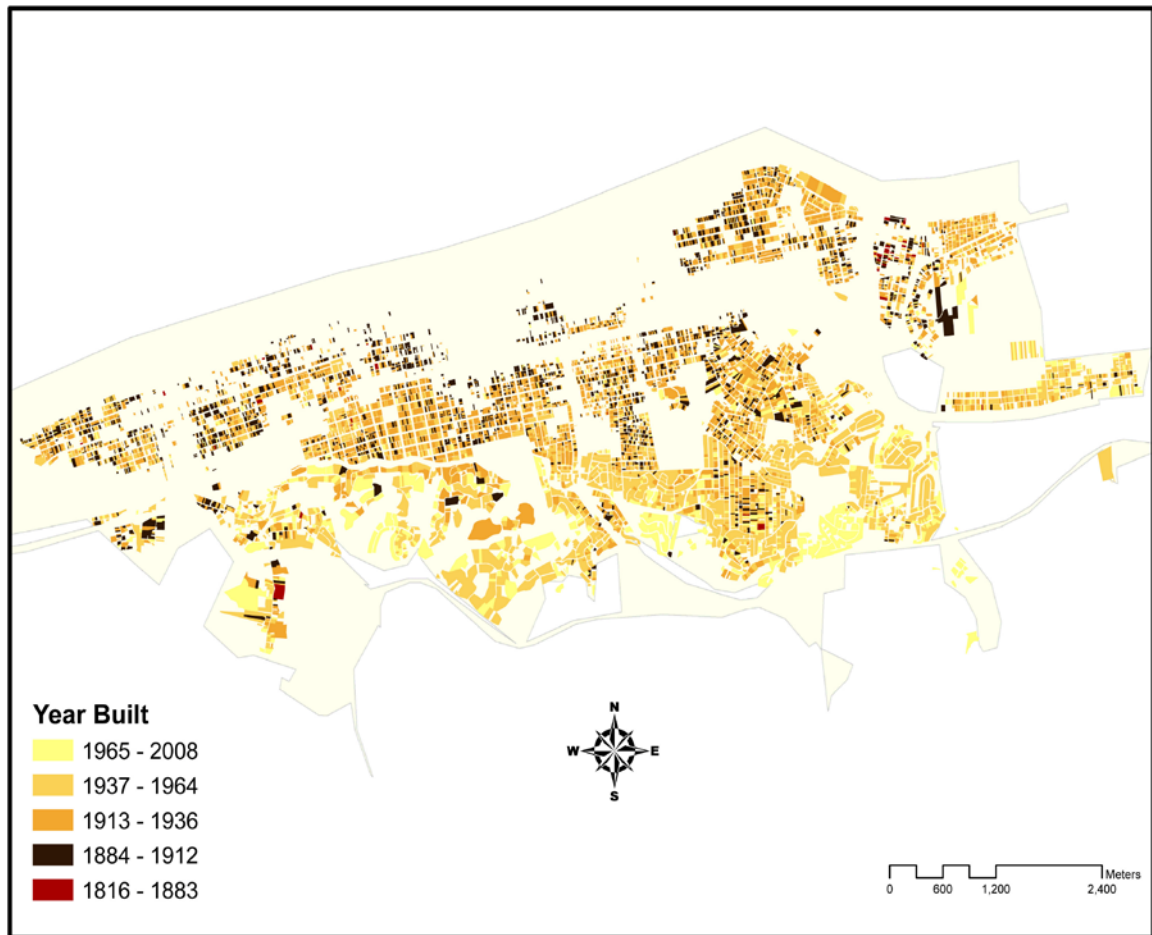 Year Built
1965 - 2008
1937 - 1964
1913 - 1936
1884 - 1912
1816 - 1883
N
W E
S
Meters
0 600 1,200 2,400